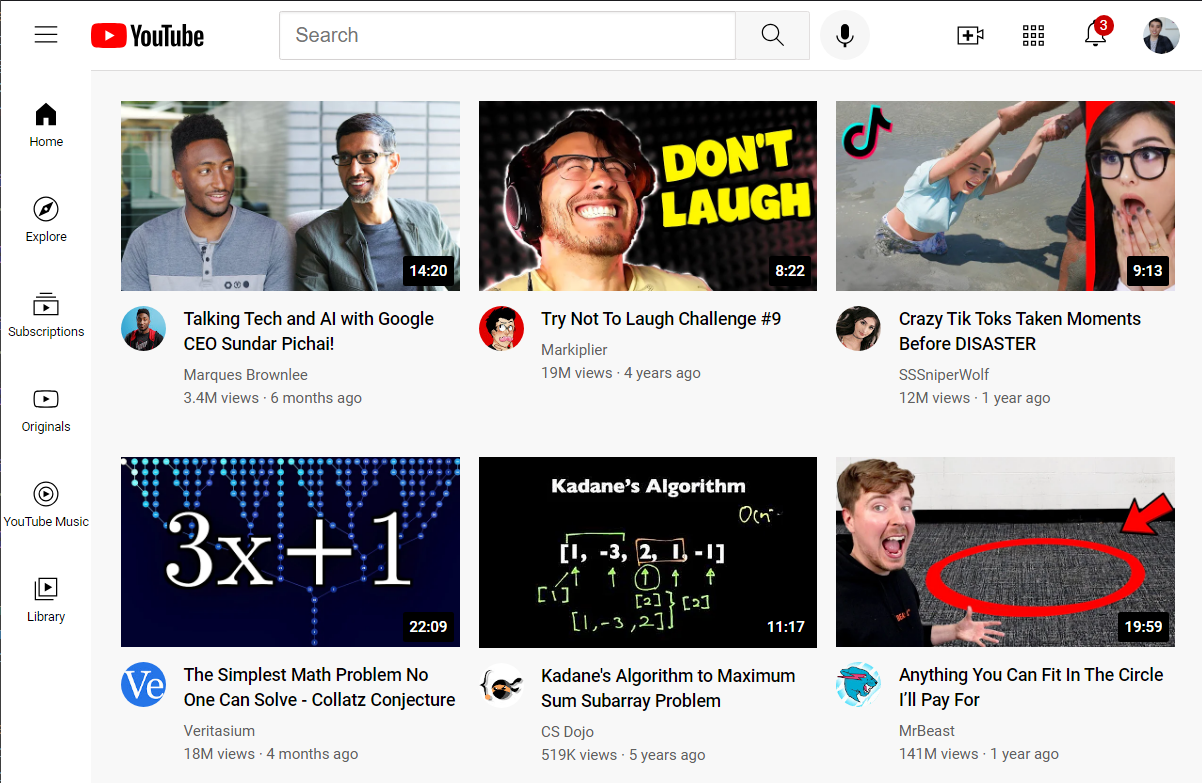 YouTube
Search
3
Home
Explore
Subscriptions
Originals
YouTube Music
Library
DON'T
LAUGH
14:20
8:22
9:13
Talking Tech and AI with Google
CEO Sundar Pichai!
Marques Brownlee
3.4M views · 6 months ago
Try Not To Laugh Challenge #9
Markiplier
19M views · 4 years ago
Crazy Tik Toks Taken Moments
Before DISASTER
SSSniperWolf
12M views · 1 year ago
3x+1
22:09
Kadane's Algorithm
[1, -3, 2, 1, -1]
[1]
[2]
[2]
[1,-3,2]
11:17
19:59
Ve
The Simplest Math Problem No
One Can Solve - Collatz Conjecture
Veritasium
18M views · 4 months ago
Kadane's Algorithm to Maximum
Sum Subarray Problem
CS Dojo
519K views · 5 years ago
Anything You Can Fit In The Circle
I’ll Pay For
MrBeast
141M views · 1 year ago